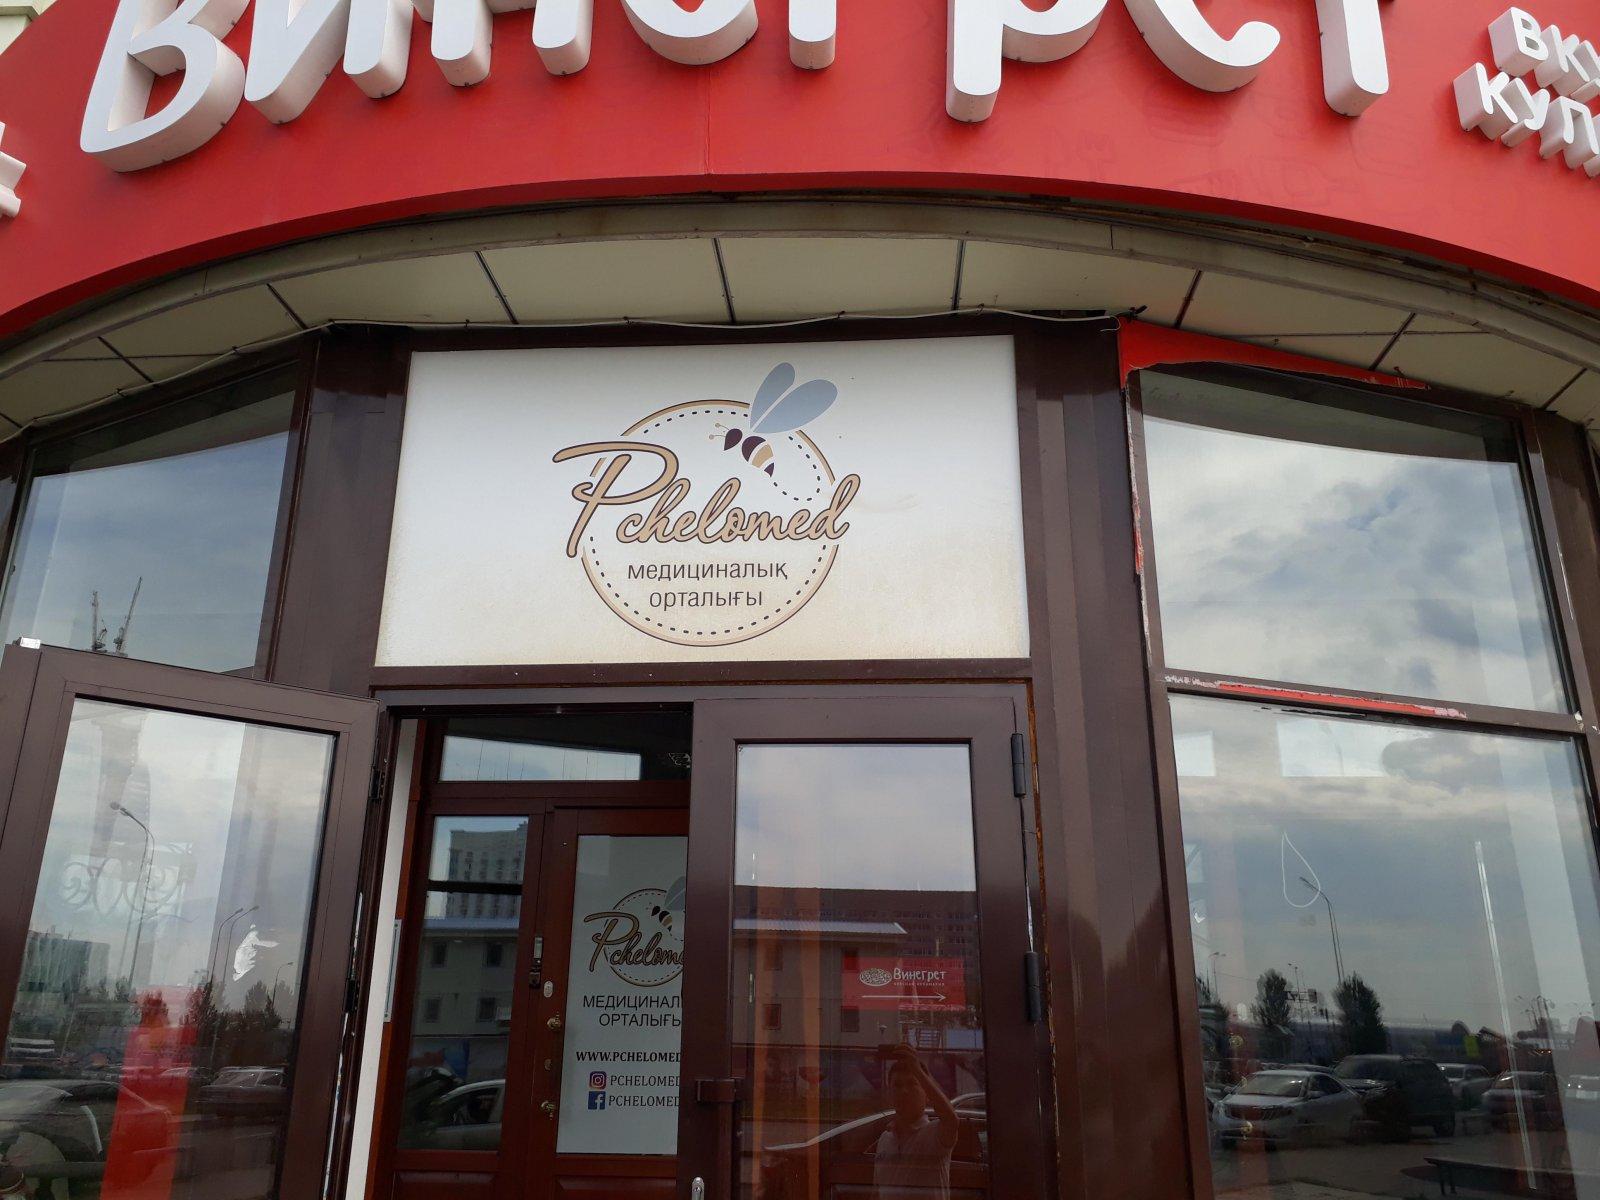 Винегрет
Pchelomed
медициналық
орталығы
Pchelomed
МЕДИЦИНАЛ
ОРТАЛЫҒЫ
WWW.PCHELOMED
PCHELOMED
PCHELOMED
Винегрет